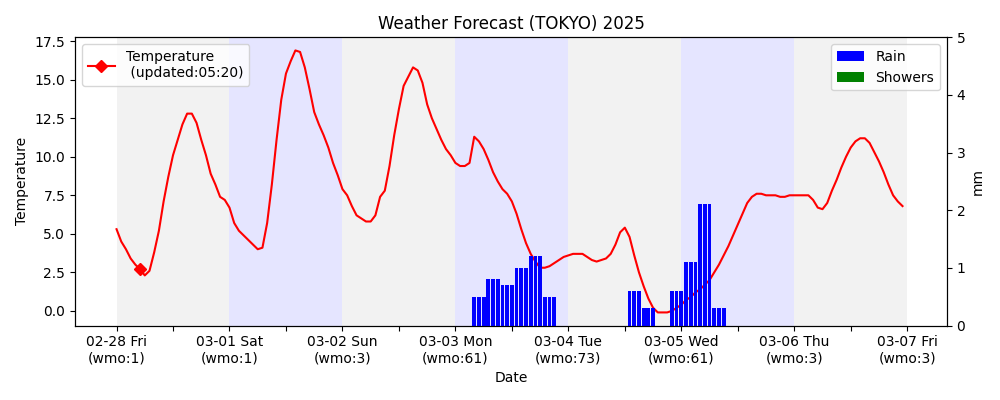 Weather Forecast (TOKYO) 2025
Temperature
(updated:05:20)
Rain
Showers
17.5
15.0
12.5
10.0
7.5
5.0
2.5
0.0
Temperature
5
4
3
2
1
0
mm
02-28 Fri
(wmo:1)
03-01 Sat
(wmo:1)
03-02 Sun
(wmo:3)
03-03 Mon
(wmo:61)
03-04 Tue
(wmo:73)
03-05 Wed
(wmo:61)
03-06 Thu
(wmo:3)
03-07 Fri
(wmo:3)
Date